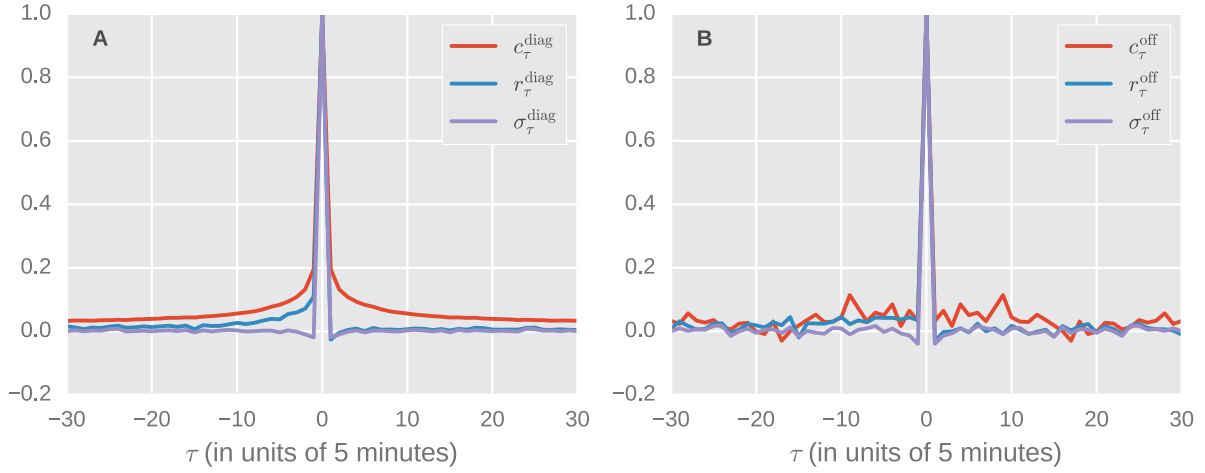 A
c_τ^diag
r_τ^diag
σ_τ^diag
1.0
0.8
0.6
0.4
0.2
0.0
−0.2
−30
−20
−10
0
10
20
30
τ (in units of 5 minutes)
B
c_τ^off
r_τ^off
σ_τ^off
1.0
0.8
0.6
0.4
0.2
0.0
−0.2
−30
−20
−10
0
10
20
30
τ (in units of 5 minutes)